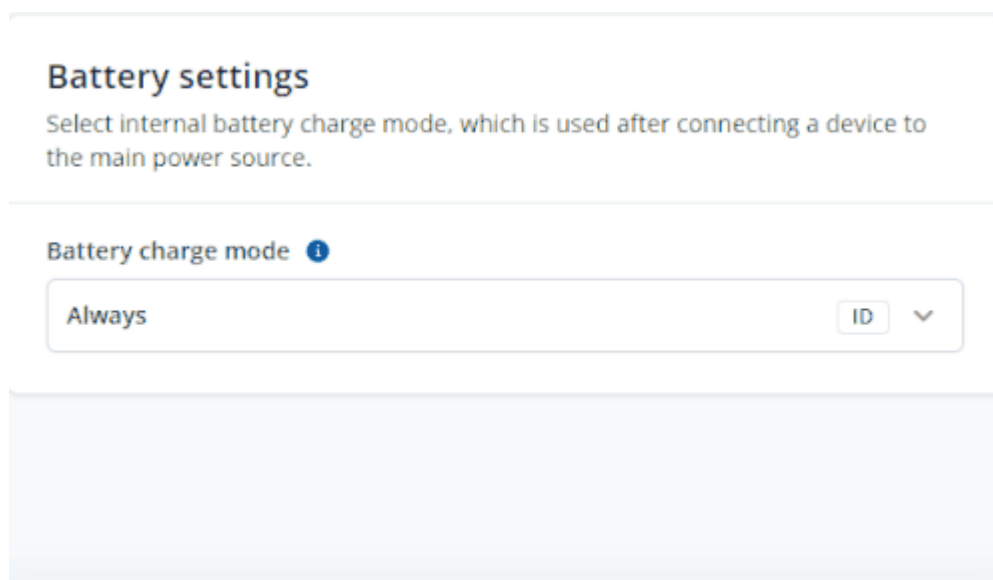 Battery settings
Select internal battery charge mode, which is used after connecting a device to
the main power source.
Battery charge mode
Always
ID